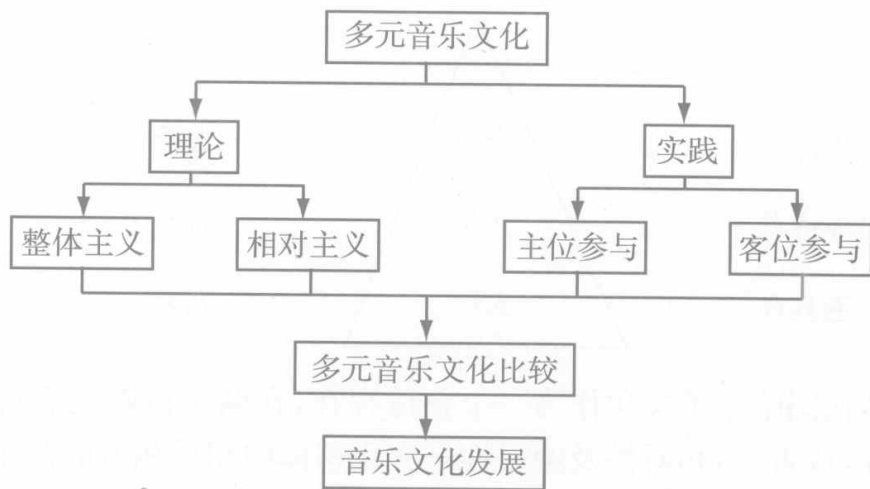 多元音乐文化
理论
实践
整体主义
相对主义
主位参与
客位参与
多元音乐文化比较
音乐文化发展